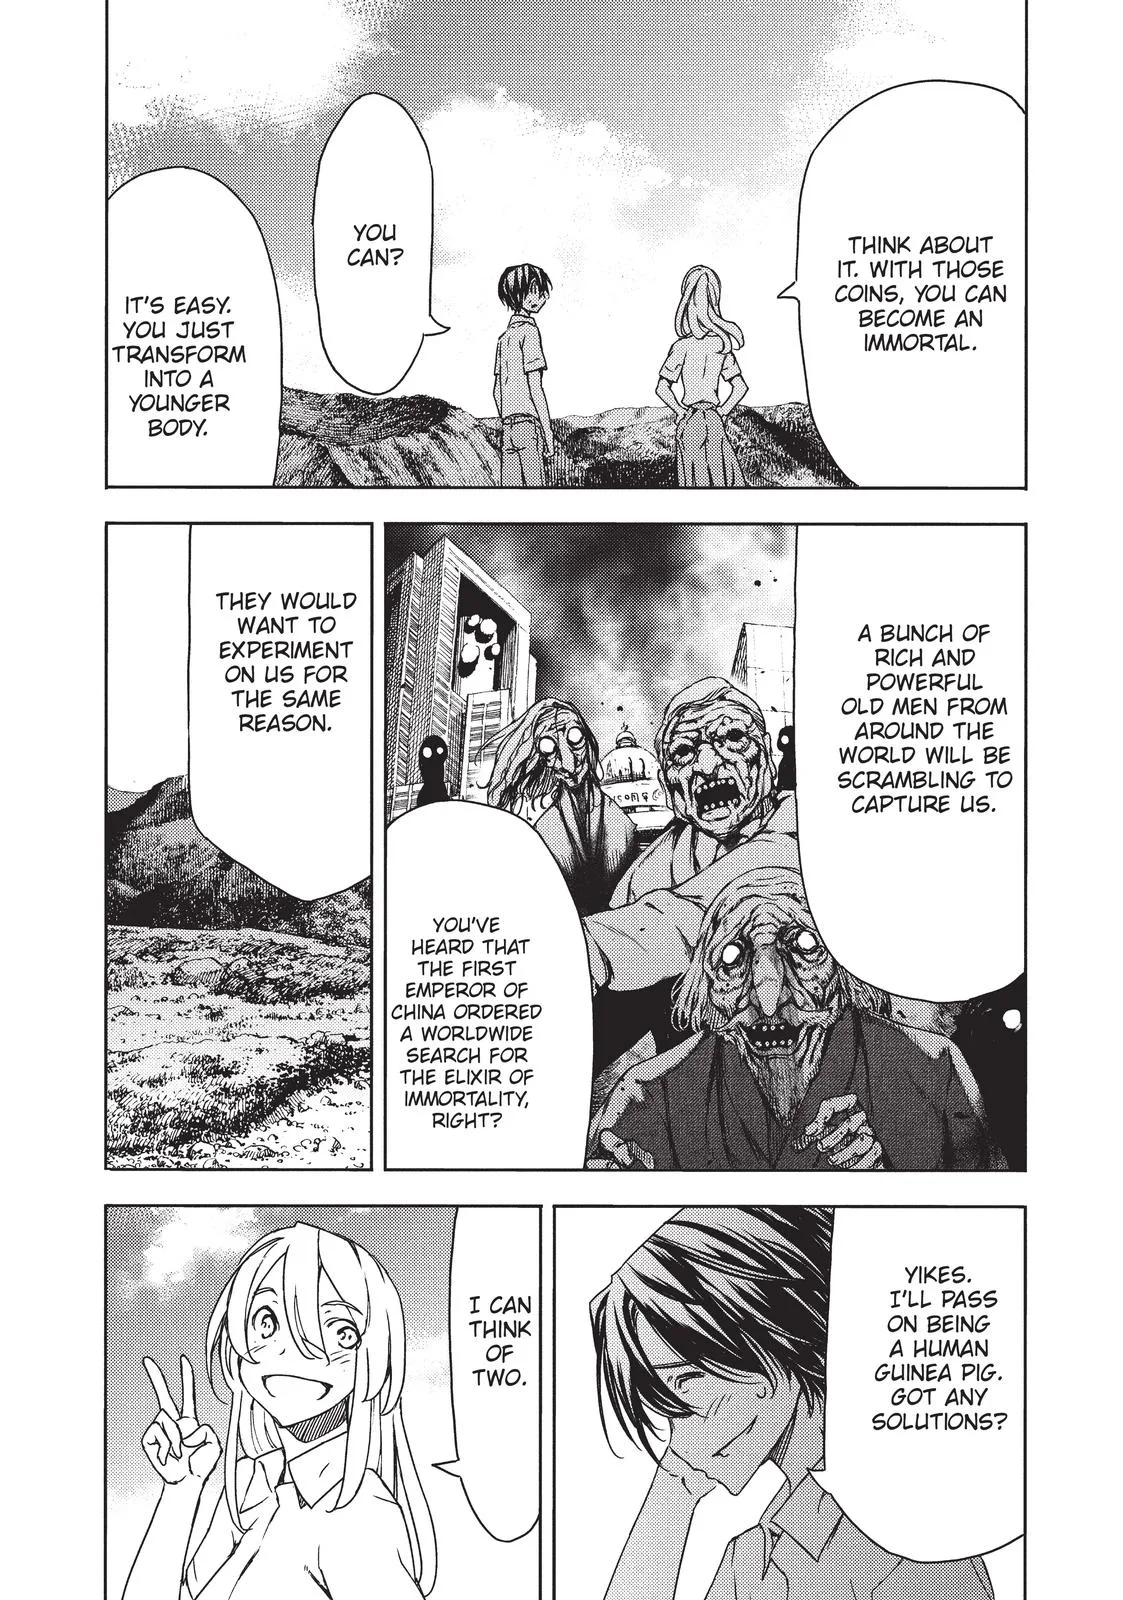 THINK ABOUT
IT. WITH THOSE
COINS, YOU CAN
BECOME AN
IMMORTAL.
YOU
CAN?
IT'S EASY.
YOU JUST
TRANSFORM
INTO A
YOUNGER
BODY.
A BUNCH OF
RICH AND
POWERFUL
OLD MEN FROM
AROUND THE
WORLD WILL BE
SCRAMBLING TO
CAPTURE US.
YOU'VE
HEARD THAT
THE FIRST
EMPEROR OF
CHINA ORDERED
A WORLDWIDE
SEARCH FOR
THE ELIXIR OF
IMMORTALITY,
RIGHT?
THEY WOULD
WANT TO
EXPERIMENT
ON US FOR
THE SAME
REASON.
YIKES.
I'LL PASS
ON BEING
A HUMAN
GUINEA PIG.
GOT ANY
SOLUTIONS?
I CAN
THINK
OF
TWO.